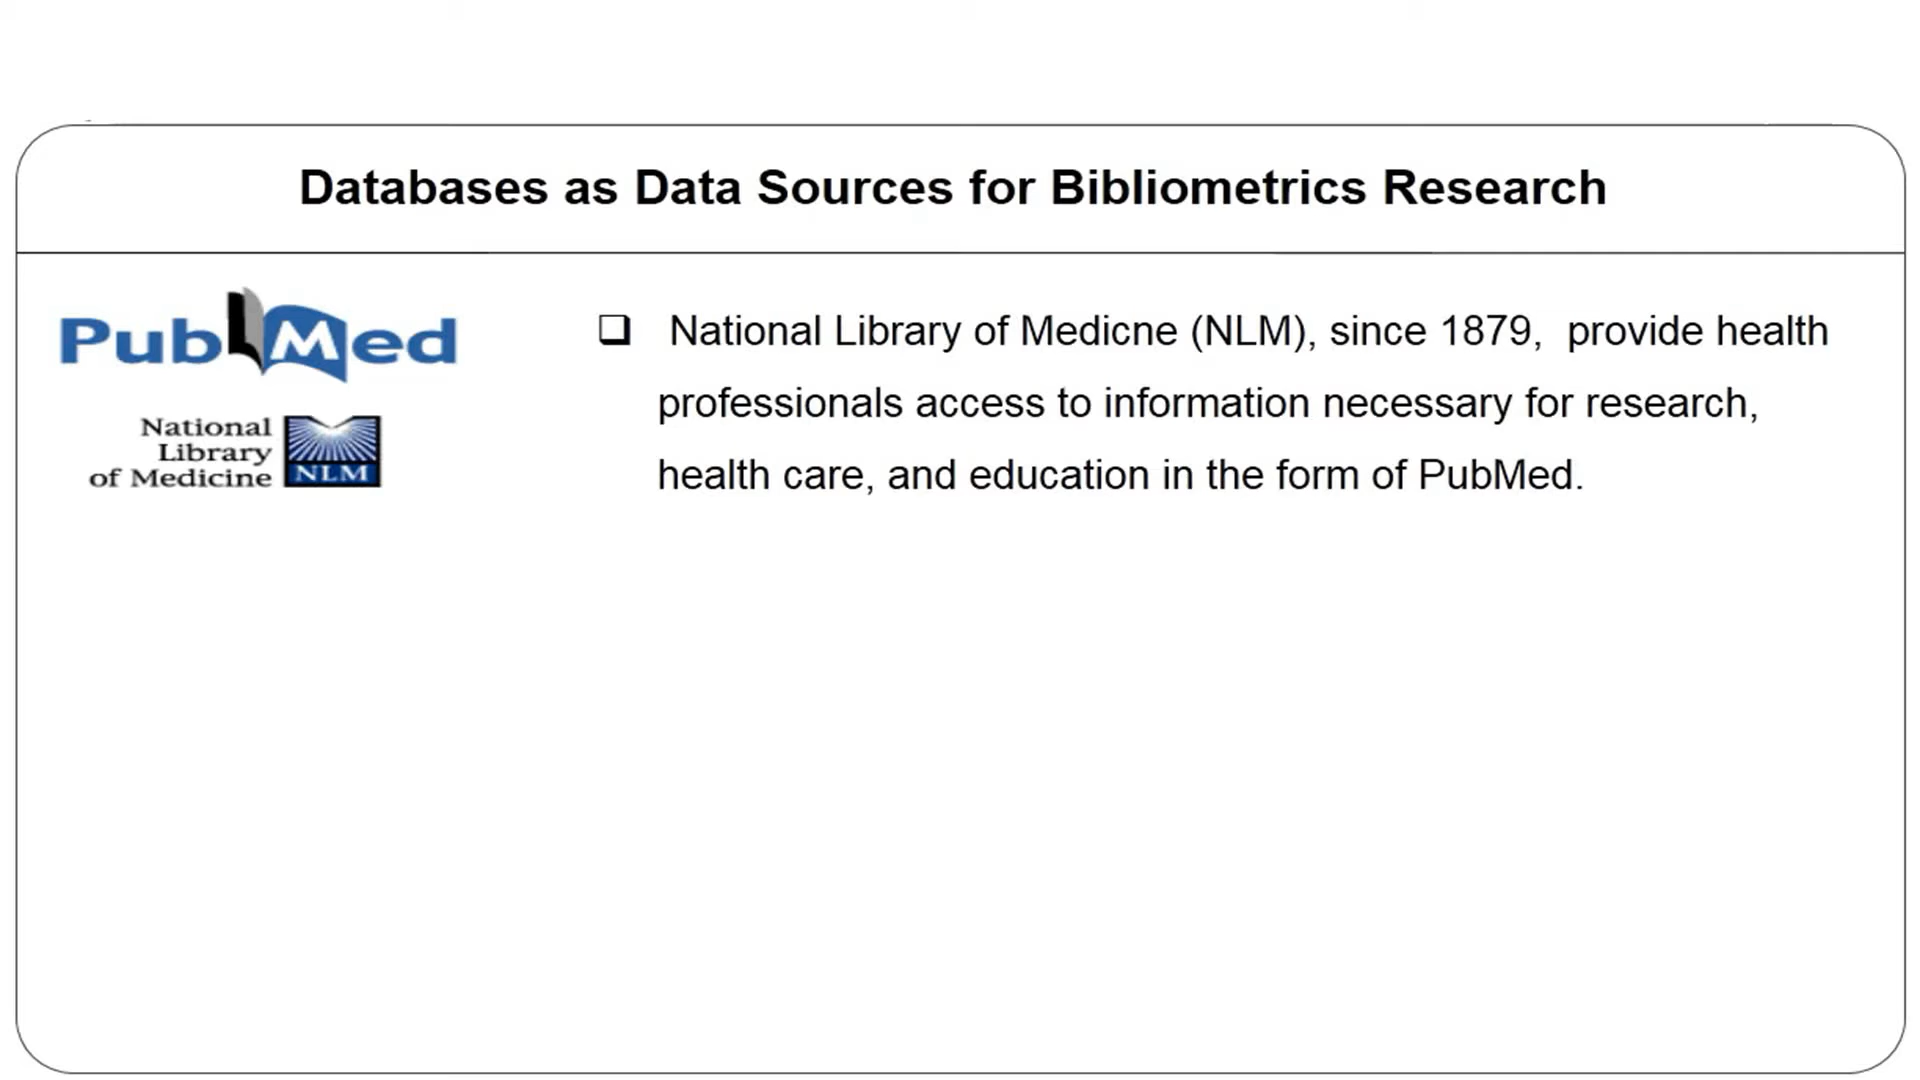 Databases as Data Sources for Bibliometrics Research
PubMed
National
Library
of Medicine
NLM
❑ National Library of Medicne (NLM), since 1879, provide health
professionals access to information necessary for research,
health care, and education in the form of PubMed.